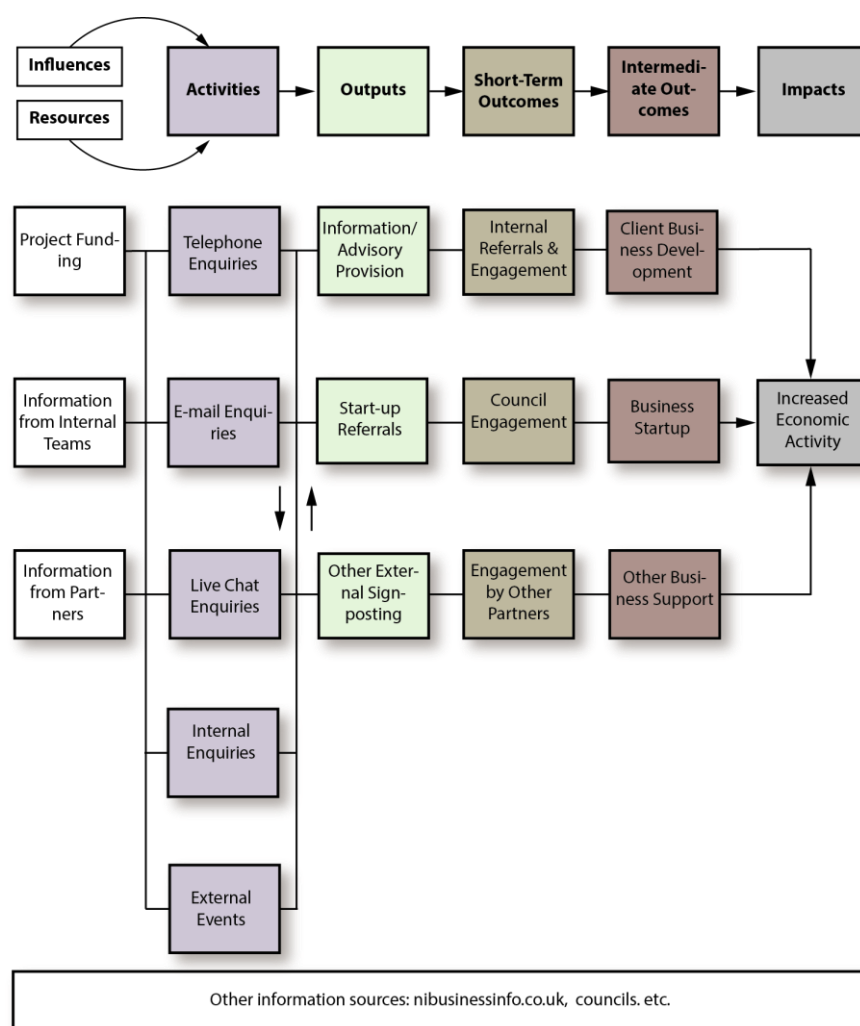 Influences
Resources
Activities
Outputs
Short-Term
Outcomes
Intermedi-
ate Out-
comes
Impacts
Project Fund-
ing
Telephone
Enquiries
Information/
Advisory
Provision
Internal
Referrals &
Engagement
Client Busi-
ness Devel-
opment
Information
from Internal
Teams
E-mail Enqui-
ries
Start-up
Referrals
Council
Engagement
Business
Startup
Increased
Economic
Activity
Information
from Part-
ners
Live Chat
Enquiries
Other Exter-
nal Sign-
posting
Engagement
by Other
Partners
Other Busi-
ness Support
Internal
Enquiries
External
Events
Other information sources: nibusinessinfo.co.uk, councils. etc.